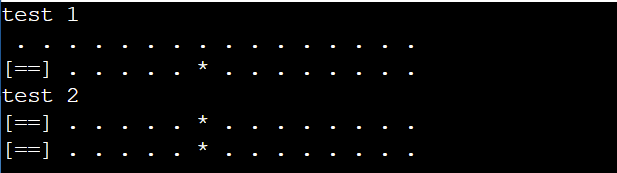 test 1
 . . . . . . . . . . . . . . . .
[==] . . . . . * . . . . . . . .
test 2
[==] . . . . . * . . . . . . . .
[==] . . . . . * . . . . . . . .